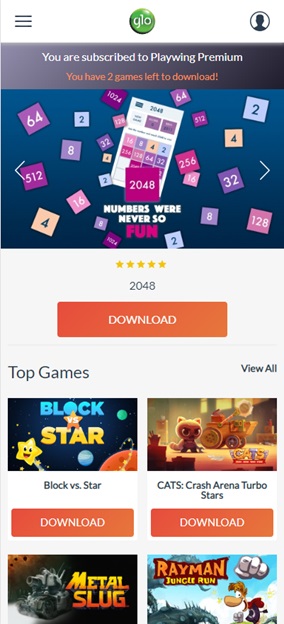 glo
You are subscribed to Playwing Premium
You have 2 games left to download!
1024
64
2
2
2048
8
4
512
256
32
16
64
4
2048
NUMBERS WERE
NEVER SO
FUN
8
128
8
1024
2
2048
DOWNLOAD
Top Games
View All
BLOCK
VS
STAR
CATS
Block vs. Star
CATS: Crash Arena Turbo
Stars
DOWNLOAD
DOWNLOAD
METAL
SLUG
RAYMAN
JUNGLE RUN